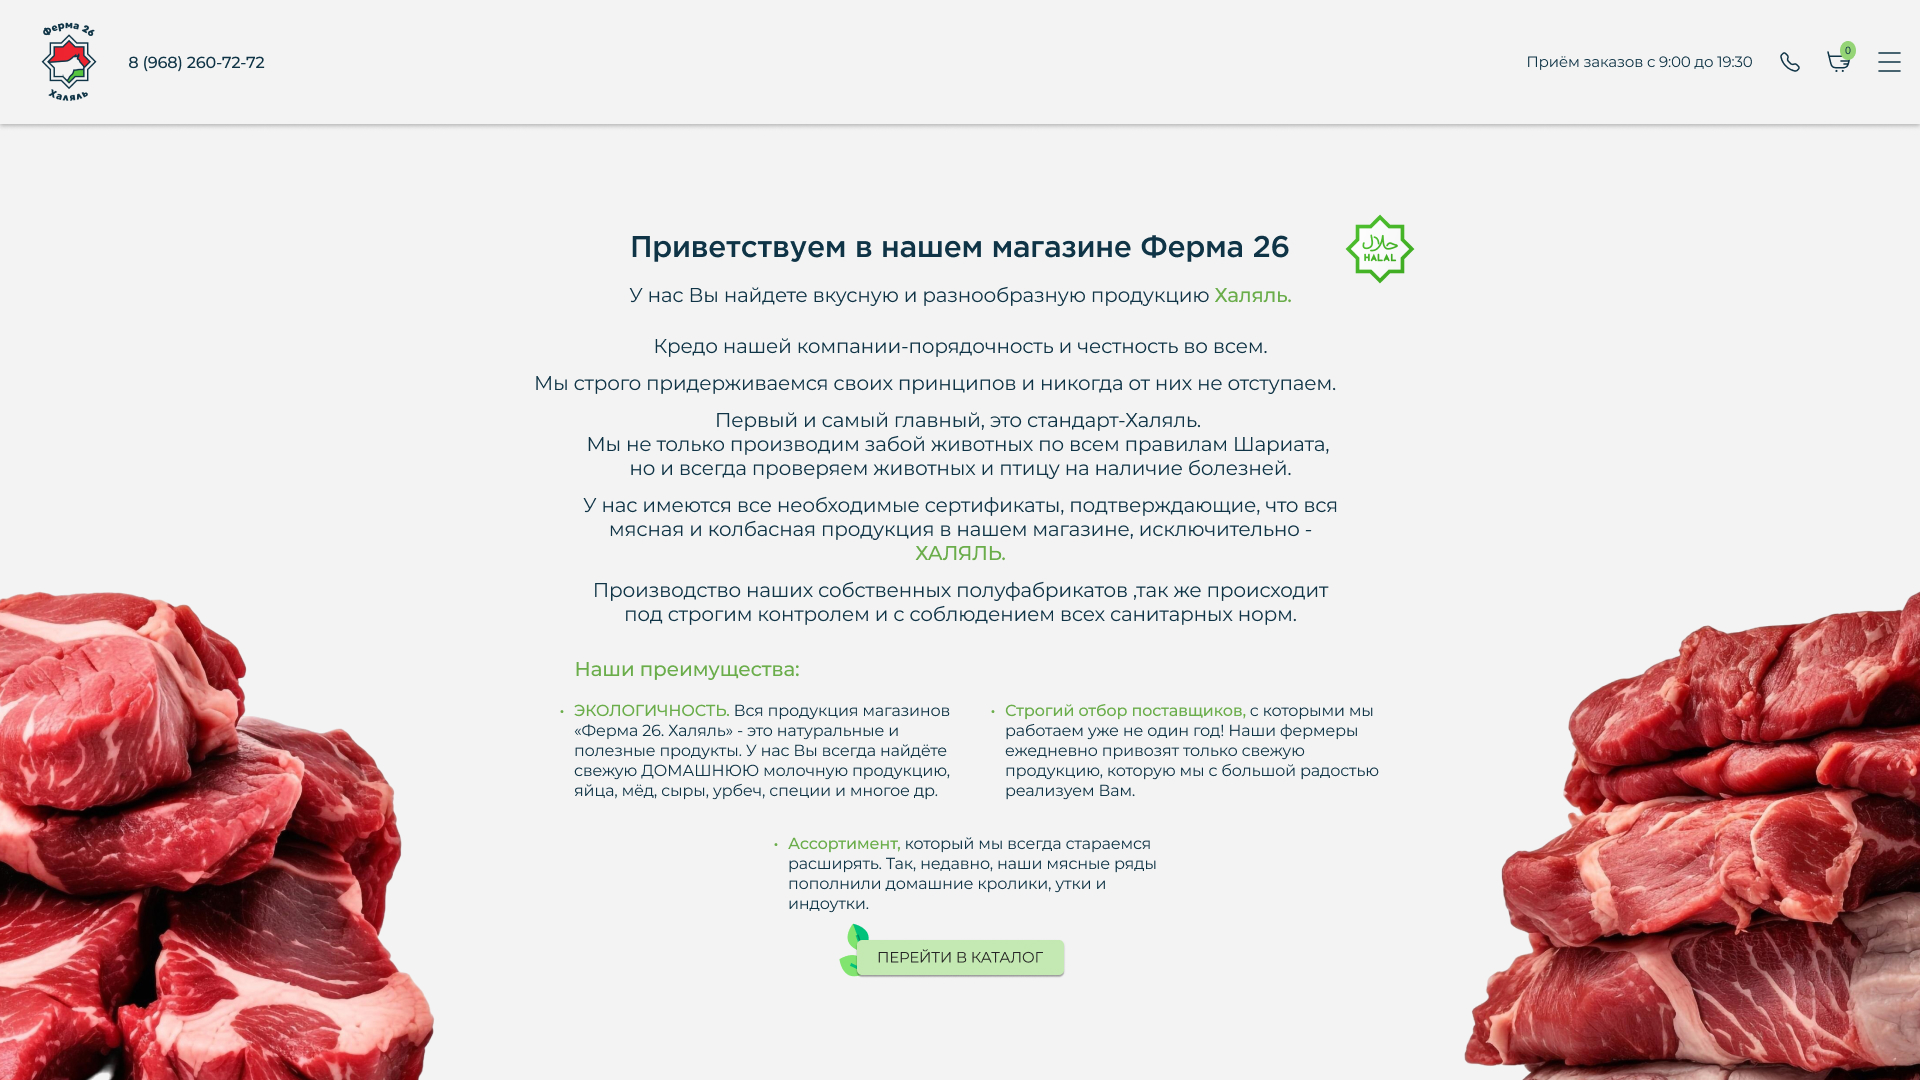 Ферма 26
Халяль
8 (968) 260-72-72
Приём заказов с 9:00 до 19:30
0
Приветствуем в нашем магазине Ферма 26
حلال
HALAL
У нас Вы найдете вкусную и разнообразную продукцию Халяль.
Кредо нашей компании-порядочность и честность во всем.
Мы строго придерживаемся своих принципов и никогда от них не отступаем.
Первый и самый главный, это стандарт-Халяль.
Мы не только производим забой животных по всем правилам Шариата,
но и всегда проверяем животных и птицу на наличие болезней.
У нас имеются все необходимые сертификаты, подтверждающие, что вся
мясная и колбасная продукция в нашем магазине, исключительно -
ХАЛЯЛЬ.
Производство наших собственных полуфабрикатов ,так же происходит
под строгим контролем и с соблюдением всех санитарных норм.
Наши преимущества:
• ЭКОЛОГИЧНОСТЬ. Вся продукция магазинов
«Ферма 26. Халяль» - это натуральные и
полезные продукты. У нас Вы всегда найдёте
свежую ДОМАШНЮЮ молочную продукцию,
яйца, мёд, сыры, урбеч, специи и многое др.
• Строгий отбор поставщиков, с которыми мы
работаем уже не один год! Наши фермеры
ежедневно привозят только свежую
продукцию, которую мы с большой радостью
реализуем Вам.
• Ассортимент, который мы всегда стараемся
расширять. Так, недавно, наши мясные ряды
пополнили домашние кролики, утки и
индоутки.
ПЕРЕЙТИ В КАТАЛОГ